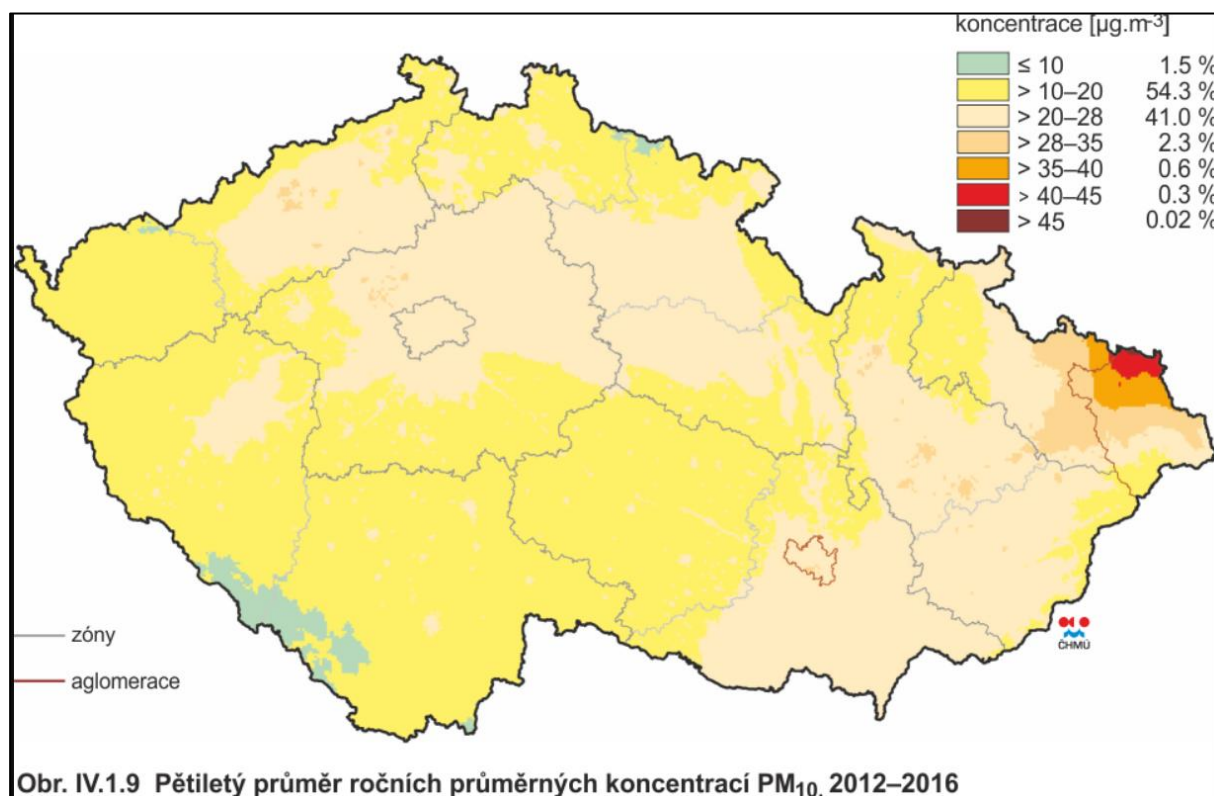 koncentrace [µg.m-3]
≤ 10 1.5 %
> 10–20 54.3 %
> 20–28 41.0 %
> 28–35 2.3 %
> 35–40 0.6 %
> 40–45 0.3 %
> 45 0.02 %
zóny
aglomerace
ČHMÚ
Obr. IV.1.9 Pětiletý průměr ročních průměrných koncentrací PM10, 2012–2016